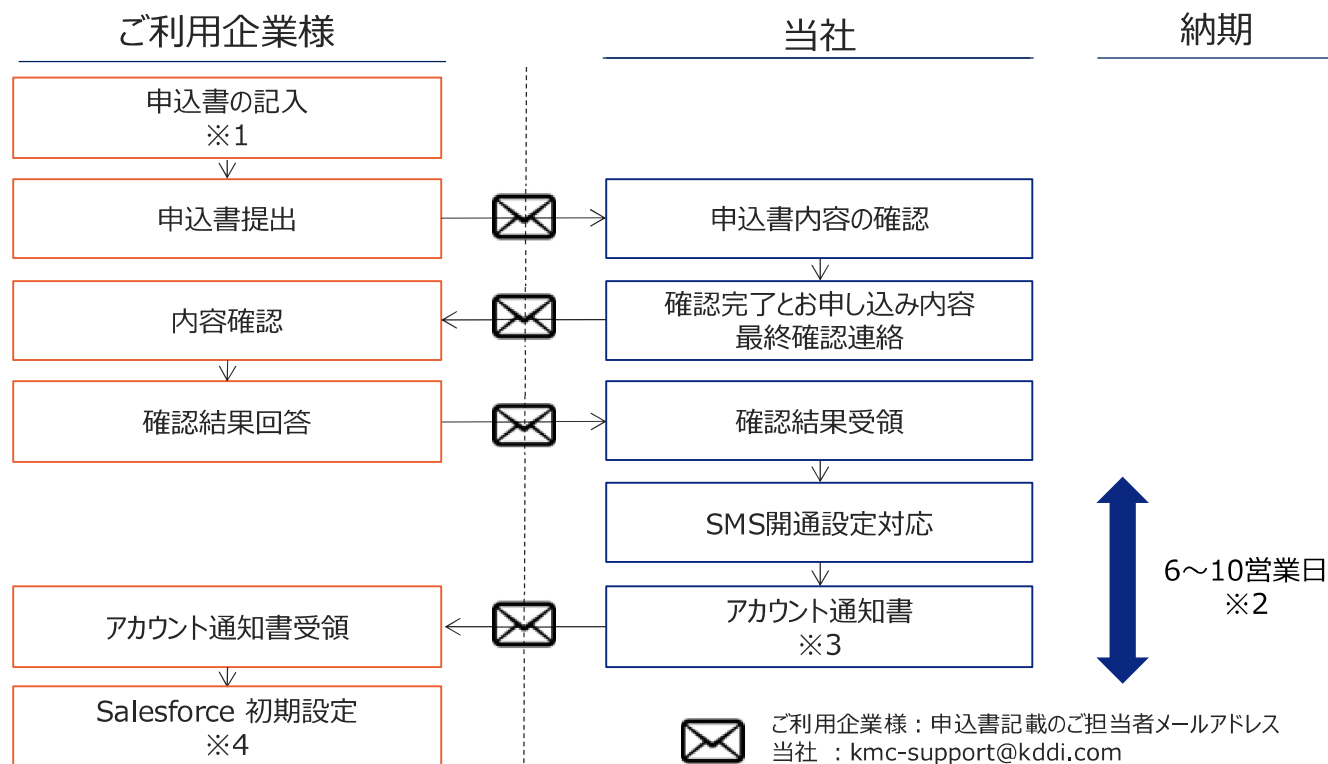 ご利用企業様
当社
納期
申込書の記入
※1
申込書提出
申込書内容の確認
内容確認
確認完了とお申し込み内容
最終確認連絡
確認結果回答
確認結果受領
SMS開通設定対応
6～10営業日
※2
アカウント通知書受領
アカウント通知書
※3
Salesforce 初期設定
※4
ご利用企業様：申込書記載のご担当者メールアドレス
当社 ：kmc-support@kddi.com